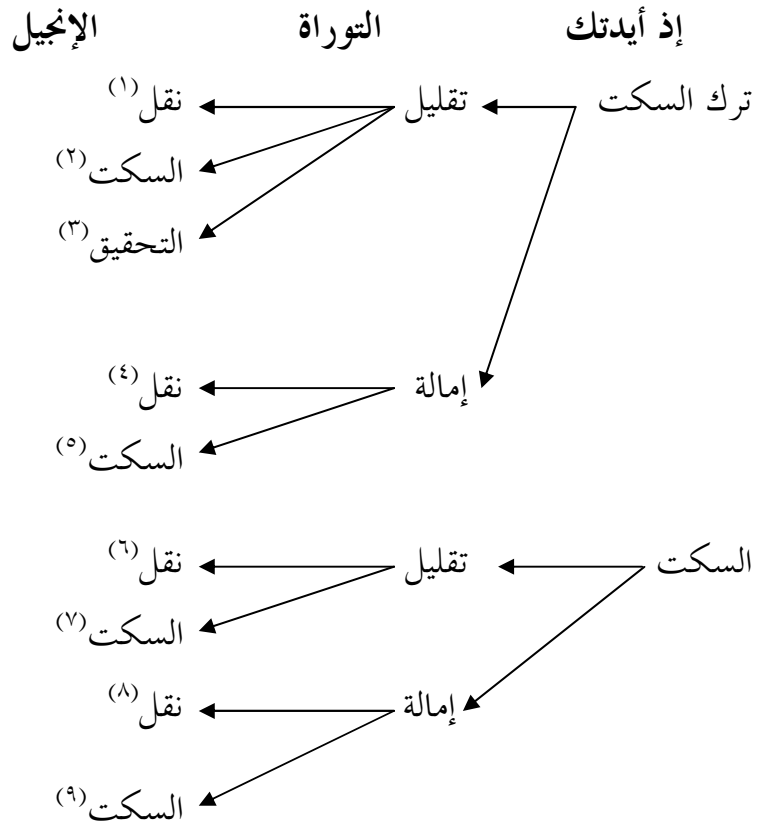 إذ أيدتك التوراة الإنجيل
ترك السكت تقليل نقل(١)
السكت(٢)
التحقيق(٣)
إمالة نقل(٤)
السكت(٥)
السكت تقليل نقل(٦)
السكت(٧)
إمالة نقل(٨)
السكت(٩)